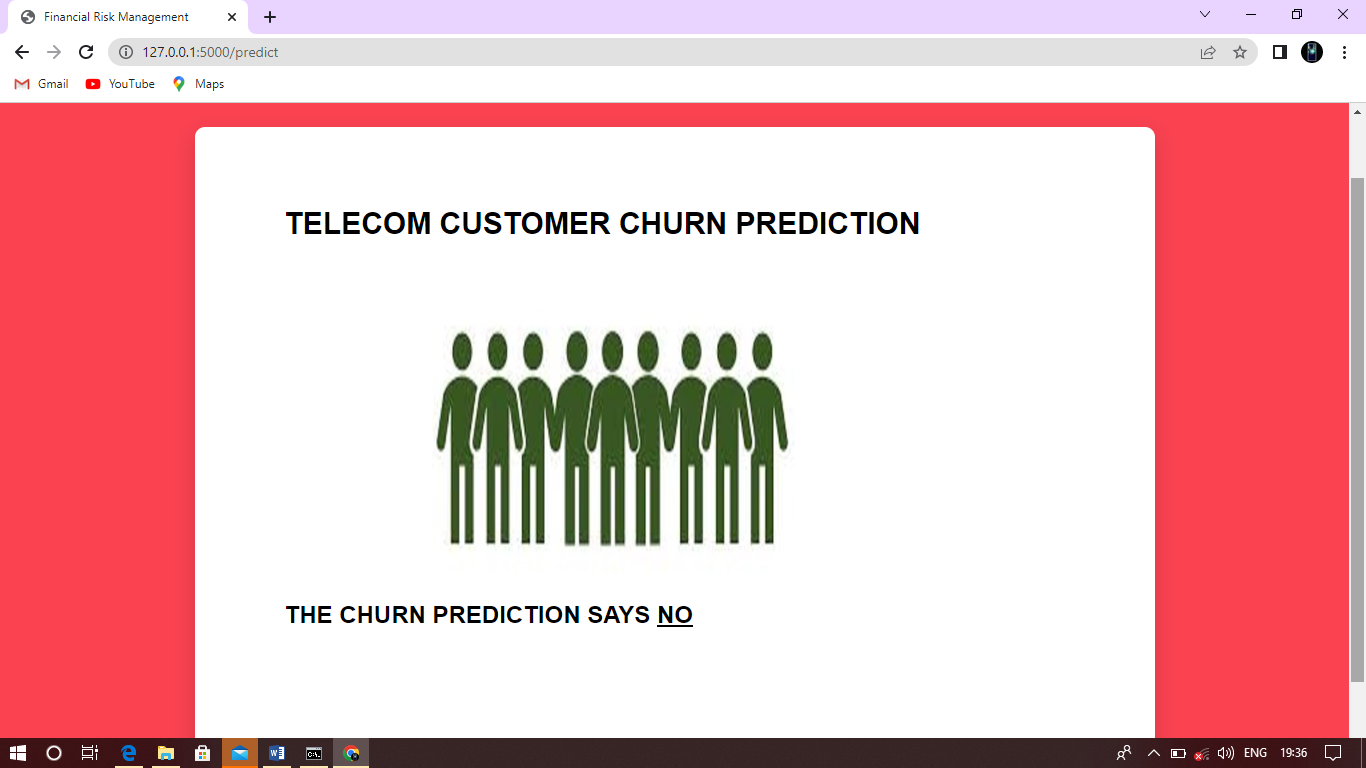 Financial Risk Management
127.0.0.1:5000/predict
Gmail YouTube Maps
TELECOM CUSTOMER CHURN PREDICTION
THE CHURN PREDICTION SAYS NO
ENG 19:36